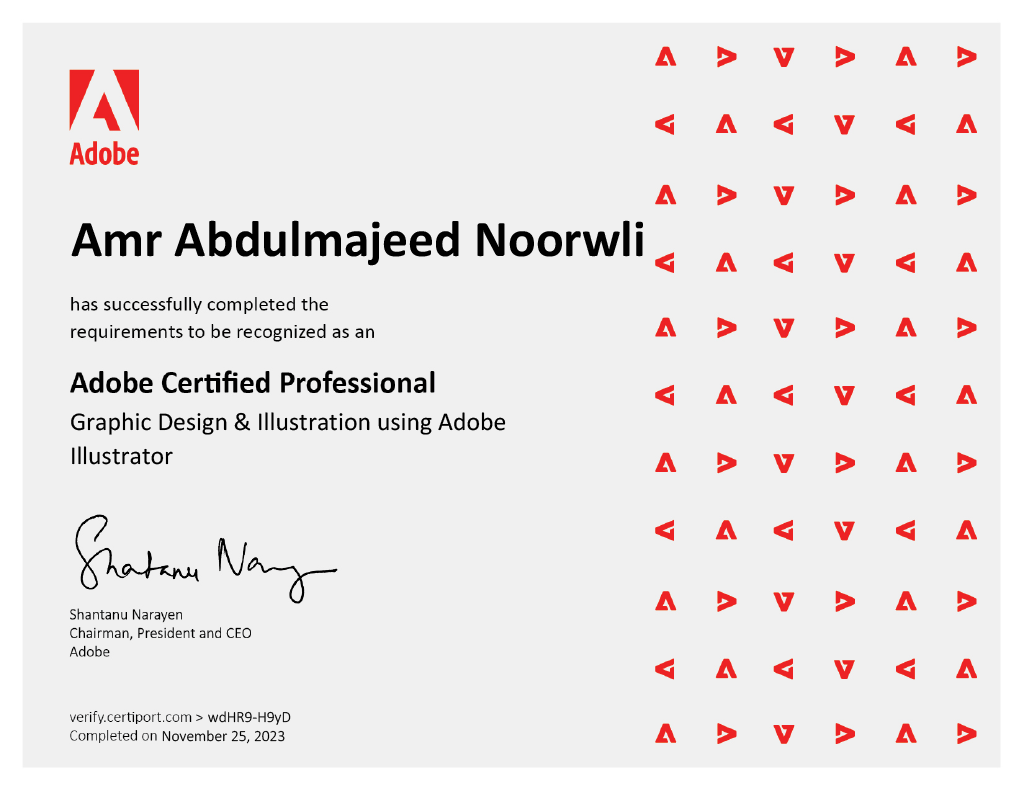 Adobe
Amr Abdulmajeed Noorwli
has successfully completed the
requirements to be recognized as an
Adobe Certified Professional
Graphic Design & Illustration using Adobe
Illustrator
Shantanu Narayen
Chairman, President and CEO
Adobe
verify.certiport.com > wdHR9-H9yD
Completed on November 25, 2023